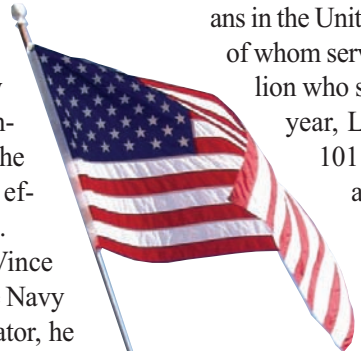 y
n-
he
ef-
.
Vince
Navy
ator, he
ans in the Unit
of whom serv
lion who s
year, L
101
a